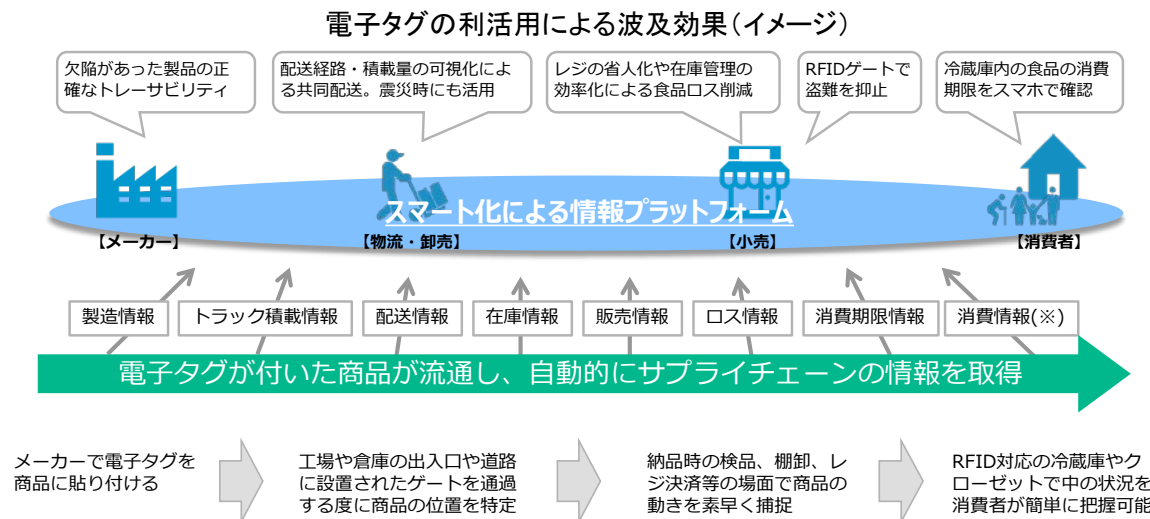 電子タグの利活用による波及効果(イメージ)
欠陥があった製品の正
確なトレーサビリティ
配送経路・積載量の可視化によ
る共同配送。震災時にも活用
レジの省人化や在庫管理の
効率化による食品ロス削減
RFIDゲートで
盗難を抑止
冷蔵庫内の食品の消費
期限をスマホで確認
スマート化による情報プラットフォーム
【メーカー】
【物流・卸売】
【小売】
【消費者】
製造情報
トラック積載情報
配送情報
在庫情報
販売情報
ロス情報
消費期限情報
消費情報(※)
電子タグが付いた商品が流通し、自動的にサプライチェーンの情報を取得
メーカーで電子タグを
商品に貼り付ける
工場や倉庫の出入口や道路
に設置されたゲートを通過
する度に商品の位置を特定
納品時の検品、棚卸、レ
ジ決済等の場面で商品の
動きを素早く捕捉
RFID対応の冷蔵庫やク
ローゼットで中の状況を
消費者が簡単に把握可能